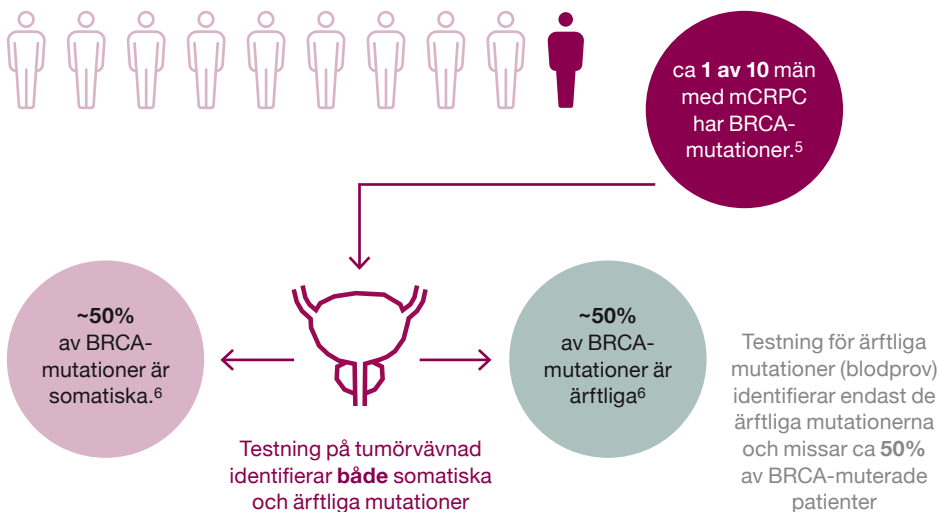 ca 1 av 10 män
med mCRPC
har BRCA-
mutationer.5
~50%
av BRCA-
mutationer är
somatiska.6
~50%
av BRCA-
mutationer är
ärftliga6
Testning på tumörvävnad
identifierar både somatiska
och ärftliga mutationer
Testning för ärftliga
mutationer (blodprov)
identifierar endast de
ärftliga mutationerna
och missar ca 50%
av BRCA-muterade
patienter